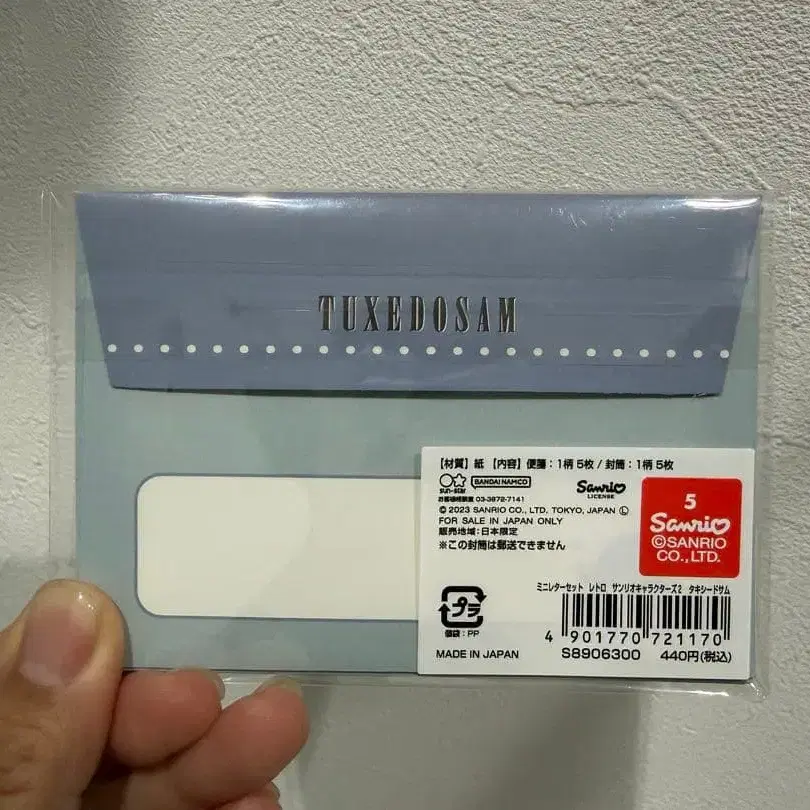 TUXEDOSAM
【材質】紙 【内容】便箋：1柄 5枚 / 封筒：1柄 5枚
sun-star BANDAI NAMCO Sanrio LICENSE
お客様相談室 03-3872-7141
© 2023 SANRIO CO., LTD. TOKYO, JAPAN Ⓛ
FOR SALE IN JAPAN ONLY
販売地域：日本限定
※この封筒は郵送できません
5
Sanrio
©SANRIO
CO.,LTD.
ミニレターセット レトロ サンリオキャラクターズ2 タキシードサム
プラ
個袋：PP
4 901770 721170
MADE IN JAPAN S8906300 440円(税込)